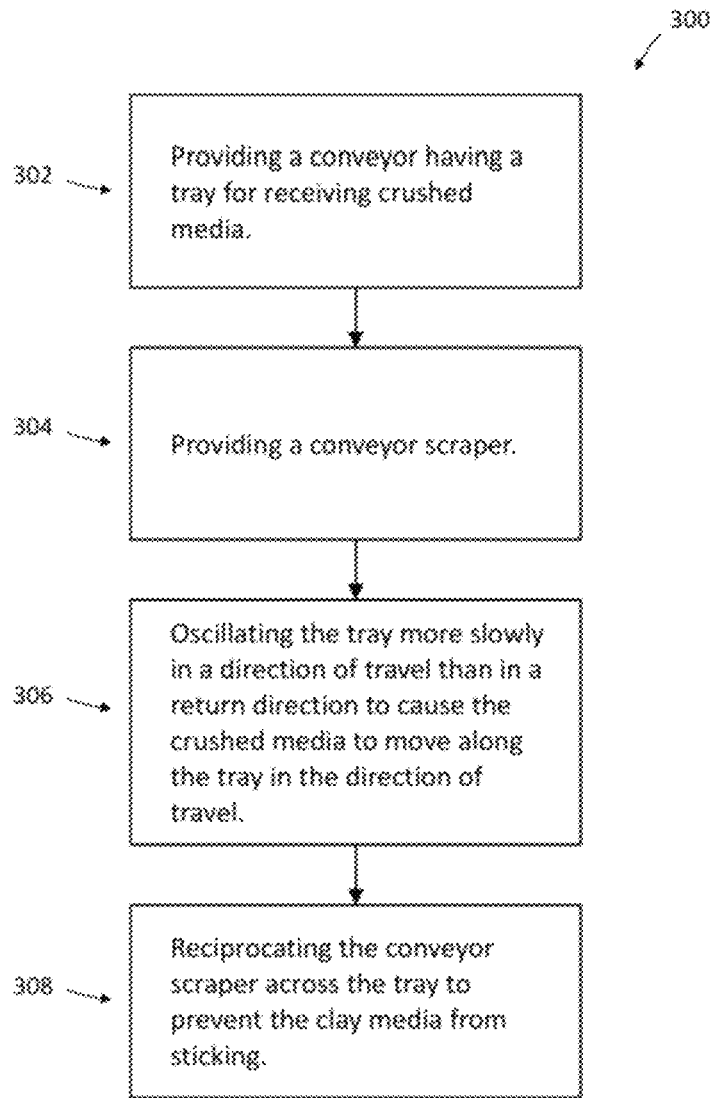 300
302
Providing a conveyor having a
tray for receiving crushed
media.
304
Providing a conveyor scraper.
306
Oscillating the tray more slowly
in a direction of travel than in a
return direction to cause the
crushed media to move along
the tray in the direction of
travel.
308
Reciprocating the conveyor
scraper across the tray to
prevent the clay media from
sticking.